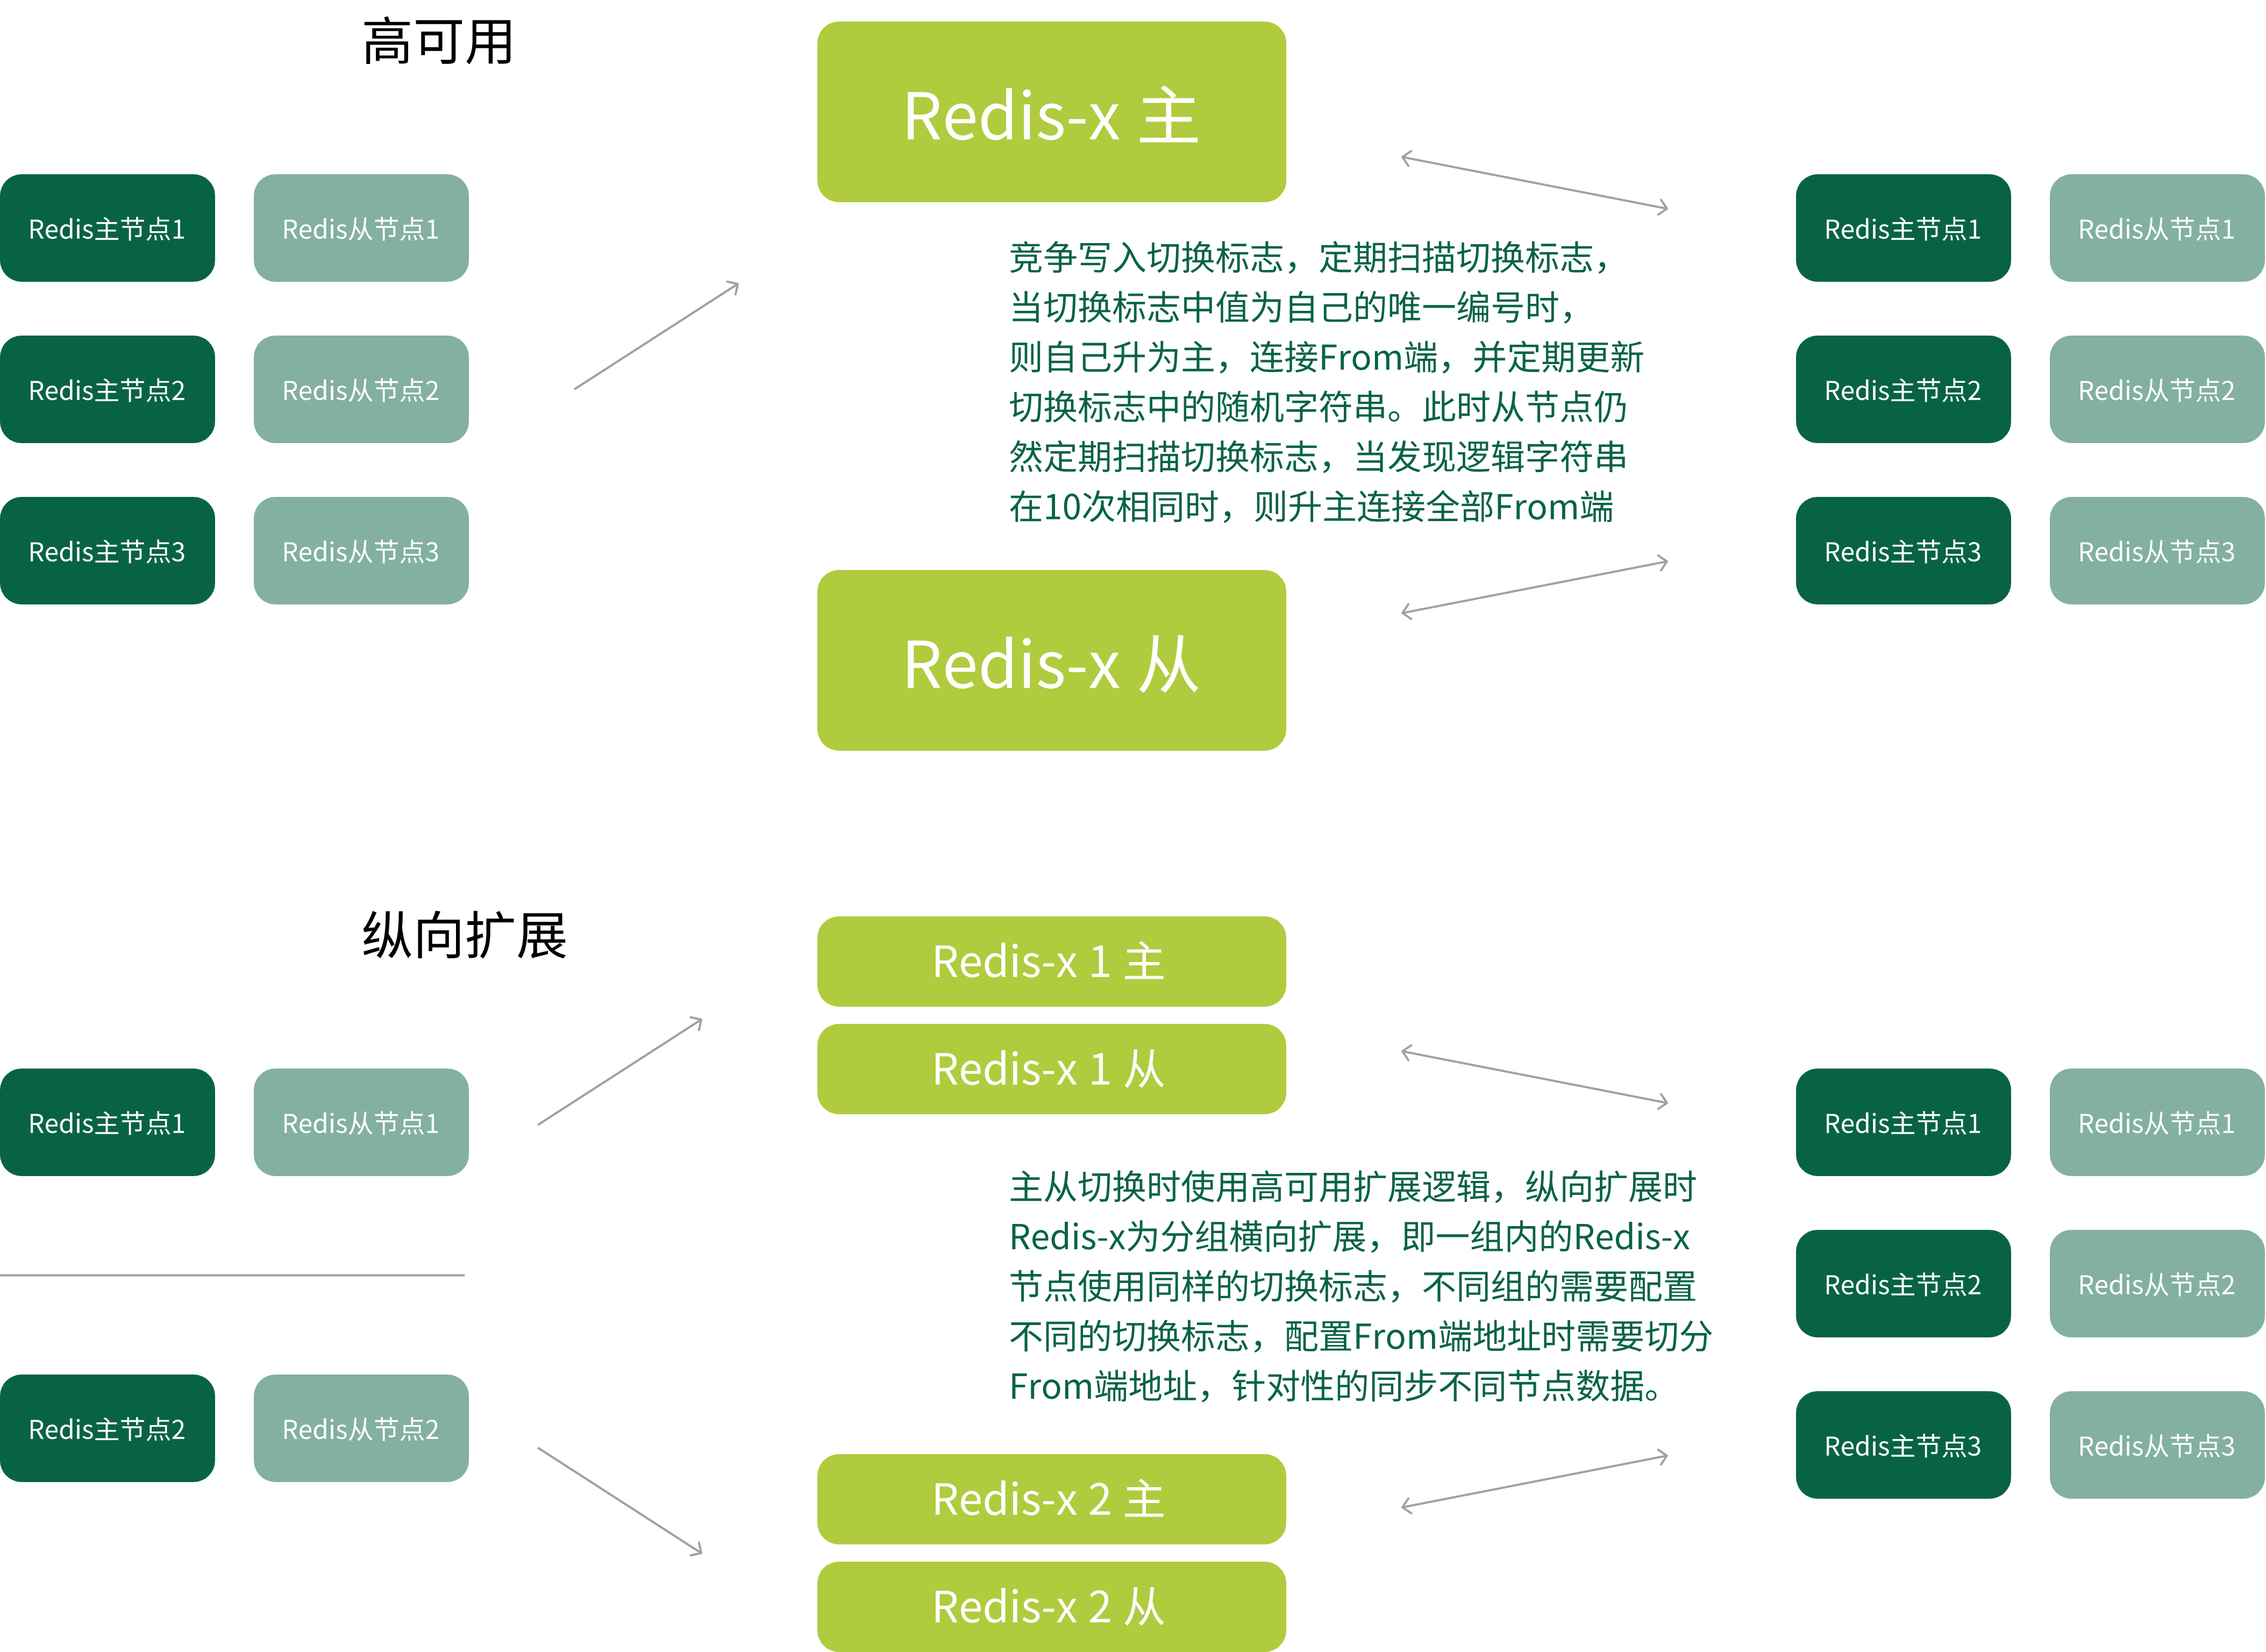 高可用
Redis-x 主
Redis主节点1
Redis从节点1
Redis主节点2
Redis从节点2
Redis主节点3
Redis从节点3
竞争写入切换标志，定期扫描切换标志，
当切换标志中值为自己的唯一编号时，
则自己升为主，连接From端，并定期更新
切换标志中的随机字符串。此时从节点仍
然定期扫描切换标志，当发现逻辑字符串
在10次相同时，则升主连接全部From端
Redis-x 从
Redis主节点1
Redis从节点1
Redis主节点2
Redis从节点2
Redis主节点3
Redis从节点3
纵向扩展
Redis-x 1 主
Redis-x 1 从
Redis主节点1
Redis从节点1
Redis主节点2
Redis从节点2
主从切换时使用高可用扩展逻辑，纵向扩展时
Redis-x为分组横向扩展，即一组内的Redis-x
节点使用同样的切换标志，不同组的需要配置
不同的切换标志，配置From端地址时需要切分
From端地址，针对性的同步不同节点数据。
Redis-x 2 主
Redis-x 2 从
Redis主节点1
Redis从节点1
Redis主节点2
Redis从节点2
Redis主节点3
Redis从节点3